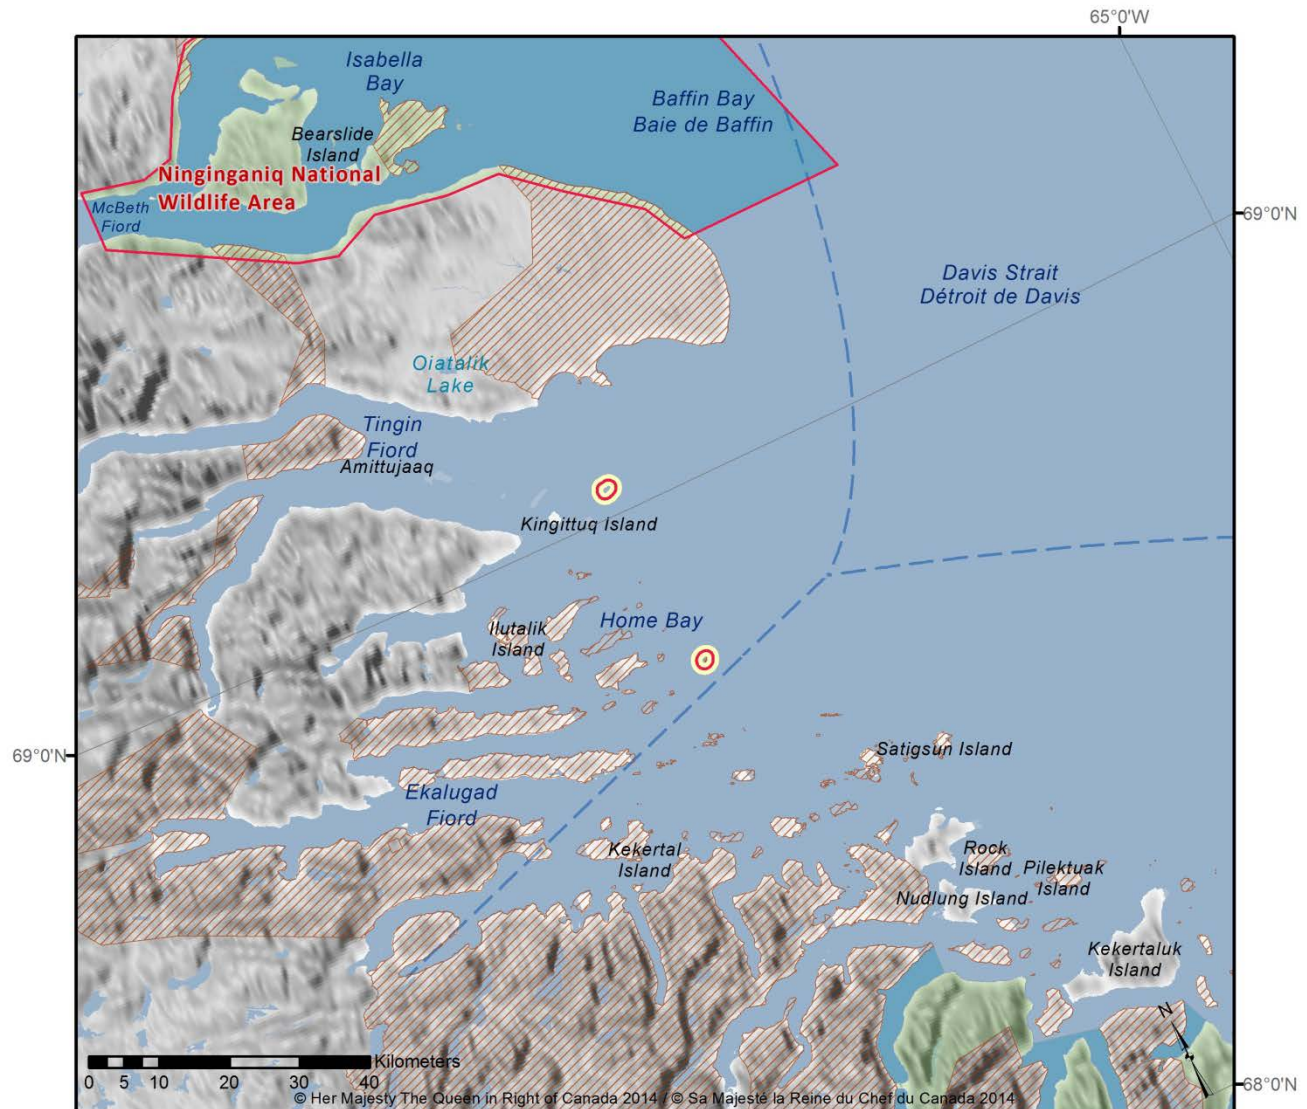 65°0'W
Isabella
Bay
Baffin Bay
Baie de Baffin
Bearslide
Island
Ninginganiq National
Wildlife Area
McBeth
Fiord
69°0'N
Davis Strait
Détroit de Davis
Oiatalik
Lake
Tingin
Fiord
Amittujaaq
Kingittuq Island
Home Bay
Ilutalik
Island
69°0'N
Satigsun Island
Ekalugad
Fiord
Kekertal
Island
Rock
Island
Pilektuak
Island
Nudlung Island
Kekertaluk
Island
N
Kilometers
0 5 10 20 30 40
68°0'N
© Her Majesty The Queen in Right of Canada 2014 / © Sa Majesté la Reine du Chef du Canada 2014